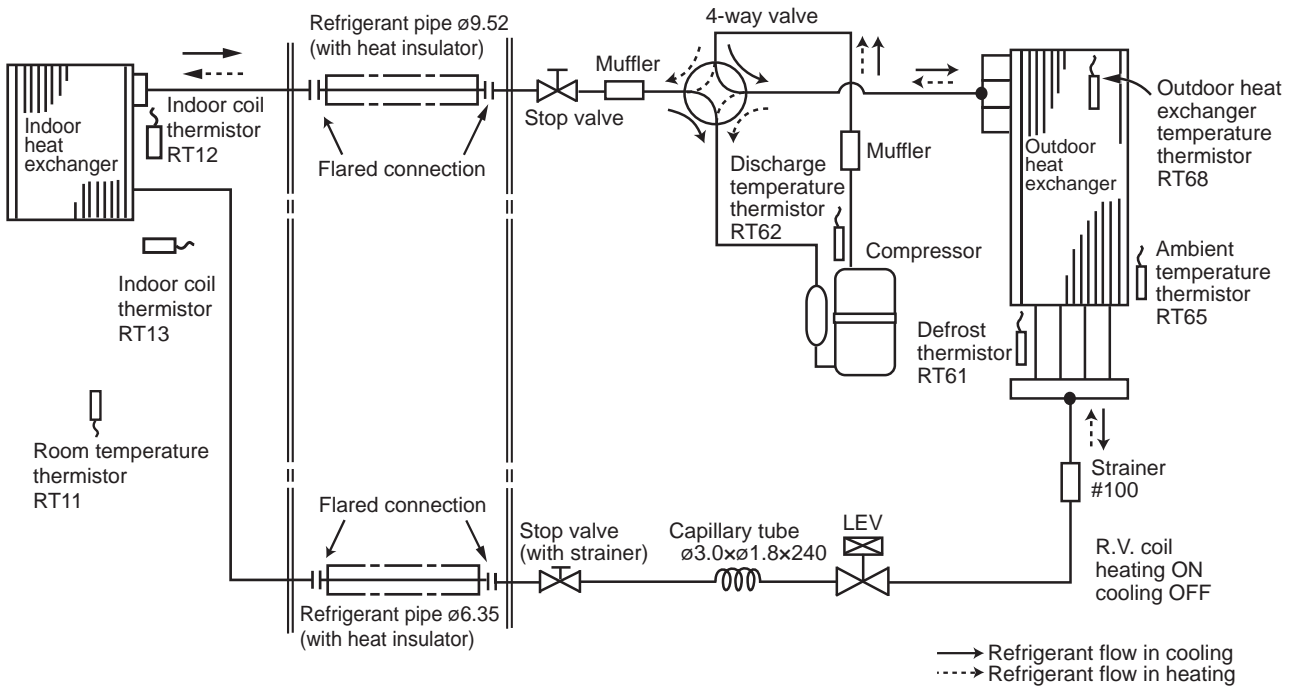 Refrigerant pipe ø9.52
(with heat insulator)
4-way valve
Muffler
Stop valve
Indoor
heat
exchanger
Indoor coil
thermistor
RT12
Flared connection
Muffler
Discharge
temperature
thermistor
RT62
Compressor
Outdoor
heat
exchanger
Outdoor heat
exchanger
temperature
thermistor
RT68
Indoor coil
thermistor
RT13
Ambient
temperature
thermistor
RT65
Defrost
thermistor
RT61
Room temperature
thermistor
RT11
Strainer
#100
Flared connection
Stop valve
(with strainer)
Capillary tube
ø3.0×ø1.8×240
LEV
R.V. coil
heating ON
cooling OFF
Refrigerant pipe ø6.35
(with heat insulator)
Refrigerant flow in cooling
Refrigerant flow in heating